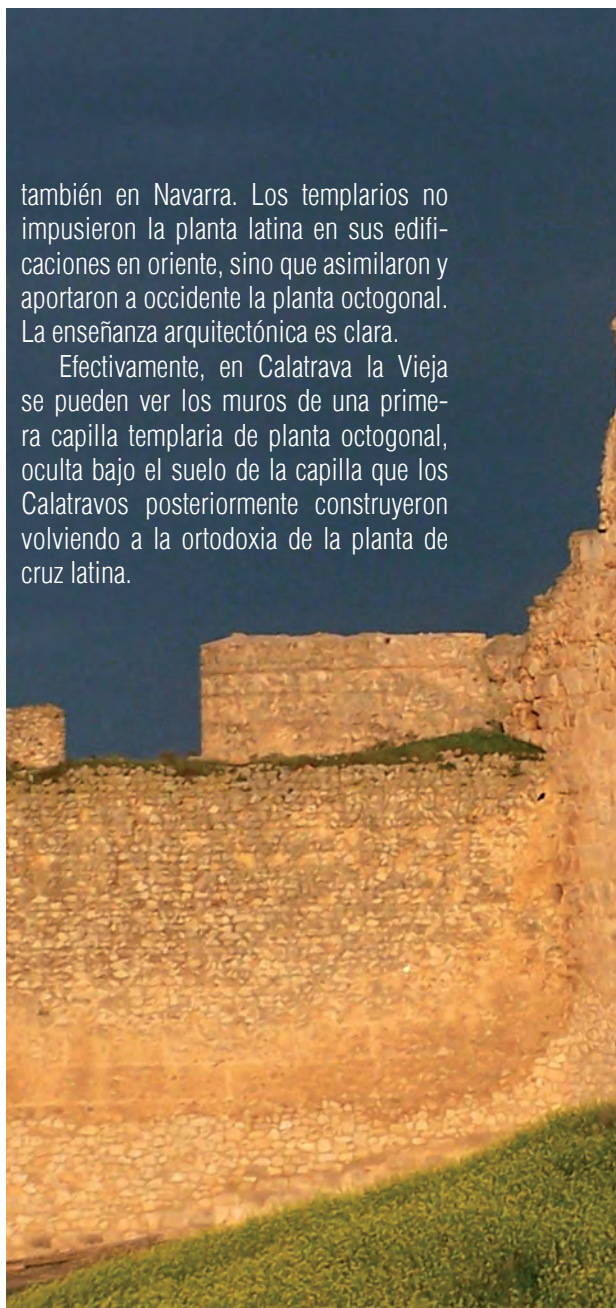 también en Navarra. Los templarios no
impusieron la planta latina en sus edifi-
caciones en oriente, sino que asimilaron y
aportaron a occidente la planta octogonal.
La enseñanza arquitectónica es clara.
Efectivamente, en Calatrava la Vieja
se pueden ver los muros de una prime-
ra capilla templaria de planta octogonal,
oculta bajo el suelo de la capilla que los
Calatravos posteriormente construyeron
volviendo a la ortodoxia de la planta de
cruz latina.